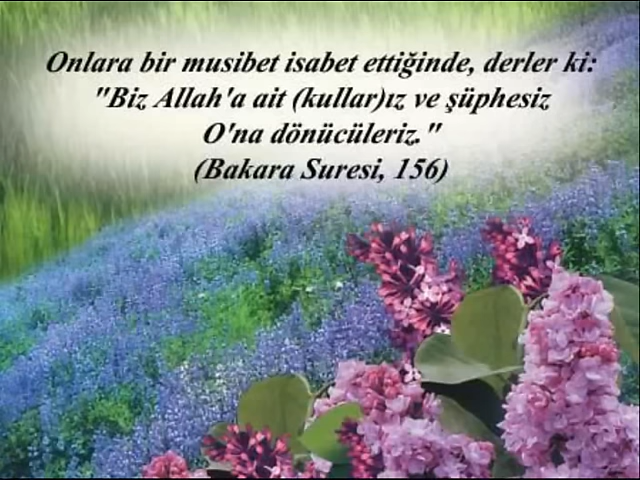 Onlara bir musibet isabet ettiğinde, derler ki:
"Biz Allah'a ait (kullar)ız ve şüphesiz
O'na dönücüleriz."
(Bakara Suresi, 156)